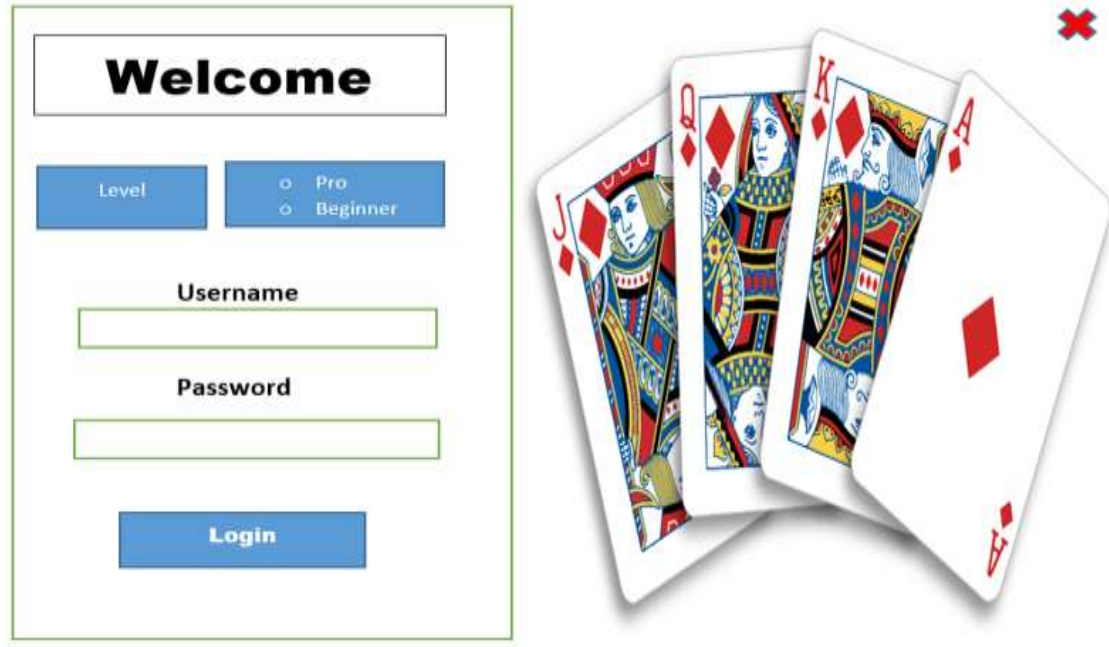 Welcome
Level
o Pro
o Beginner
Username
Password
Login
J
Q
K
A
A